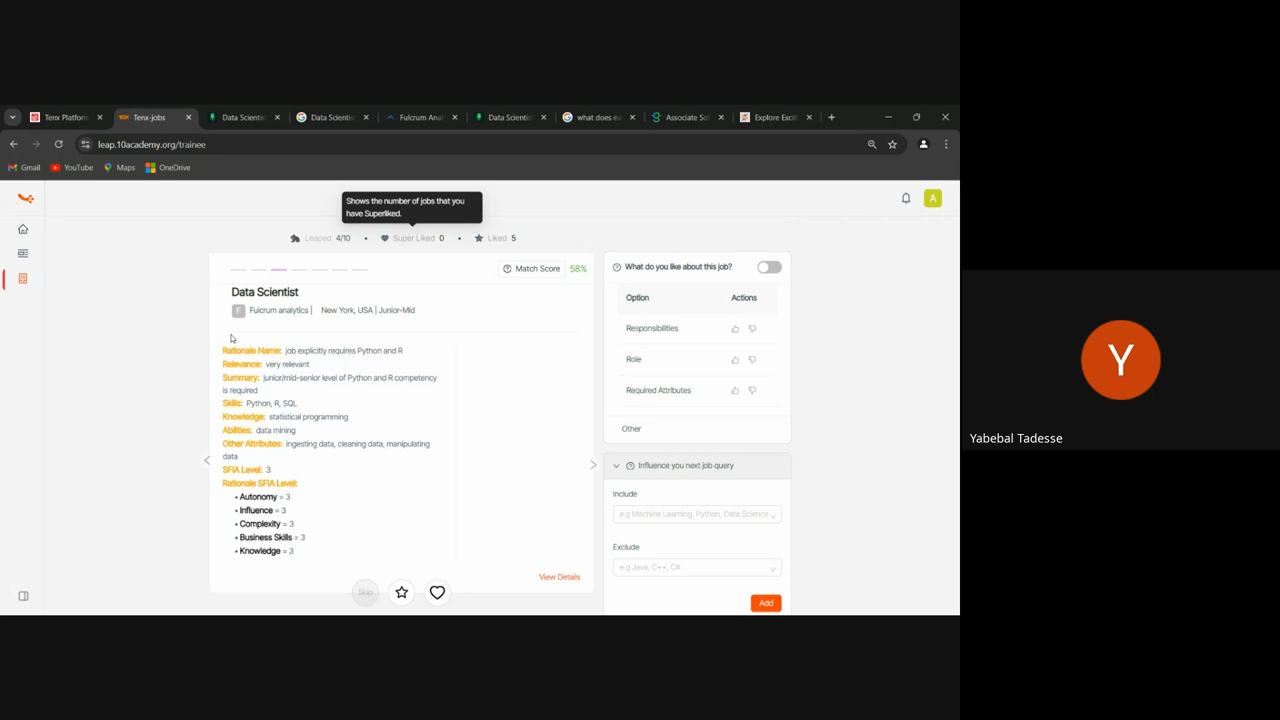 Tenx Platform
Tenx-jobs
Data Scientis
Data Scientis
Fulcrum Anal
Data Scientis
what does ea
Associate Sof
Explore Excit
leap.10academy.org/trainee
Gmail
YouTube
Maps
OneDrive
Shows the number of jobs that you
have Superliked.
A
Leaped 4/10 • Super Liked 0 • Liked 5
Match Score 58%
Data Scientist
F Fulcrum analytics | New York, USA | Junior-Mid
Rationale Name: job explicitly requires Python and R
Relevance: very relevant
Summary: junior/mid-senior level of Python and R competency
is required
Skills: Python, R, SQL
Knowledge: statistical programming
Abilities: data mining
Other Attributes: ingesting data, cleaning data, manipulating
data
SFIA Level: 3
Rationale SFIA Level:
• Autonomy = 3
• Influence = 3
• Complexity = 3
• Business Skills = 3
• Knowledge = 3
View Details
Skip
What do you like about this job?
Option Actions
Responsibilities
Role
Required Attributes
Other
Influence you next job query
Include
e.g Machine Learning, Python, Data Science
Exclude
e.g Java, C++, C#
Add
Y
Yabebal Tadesse